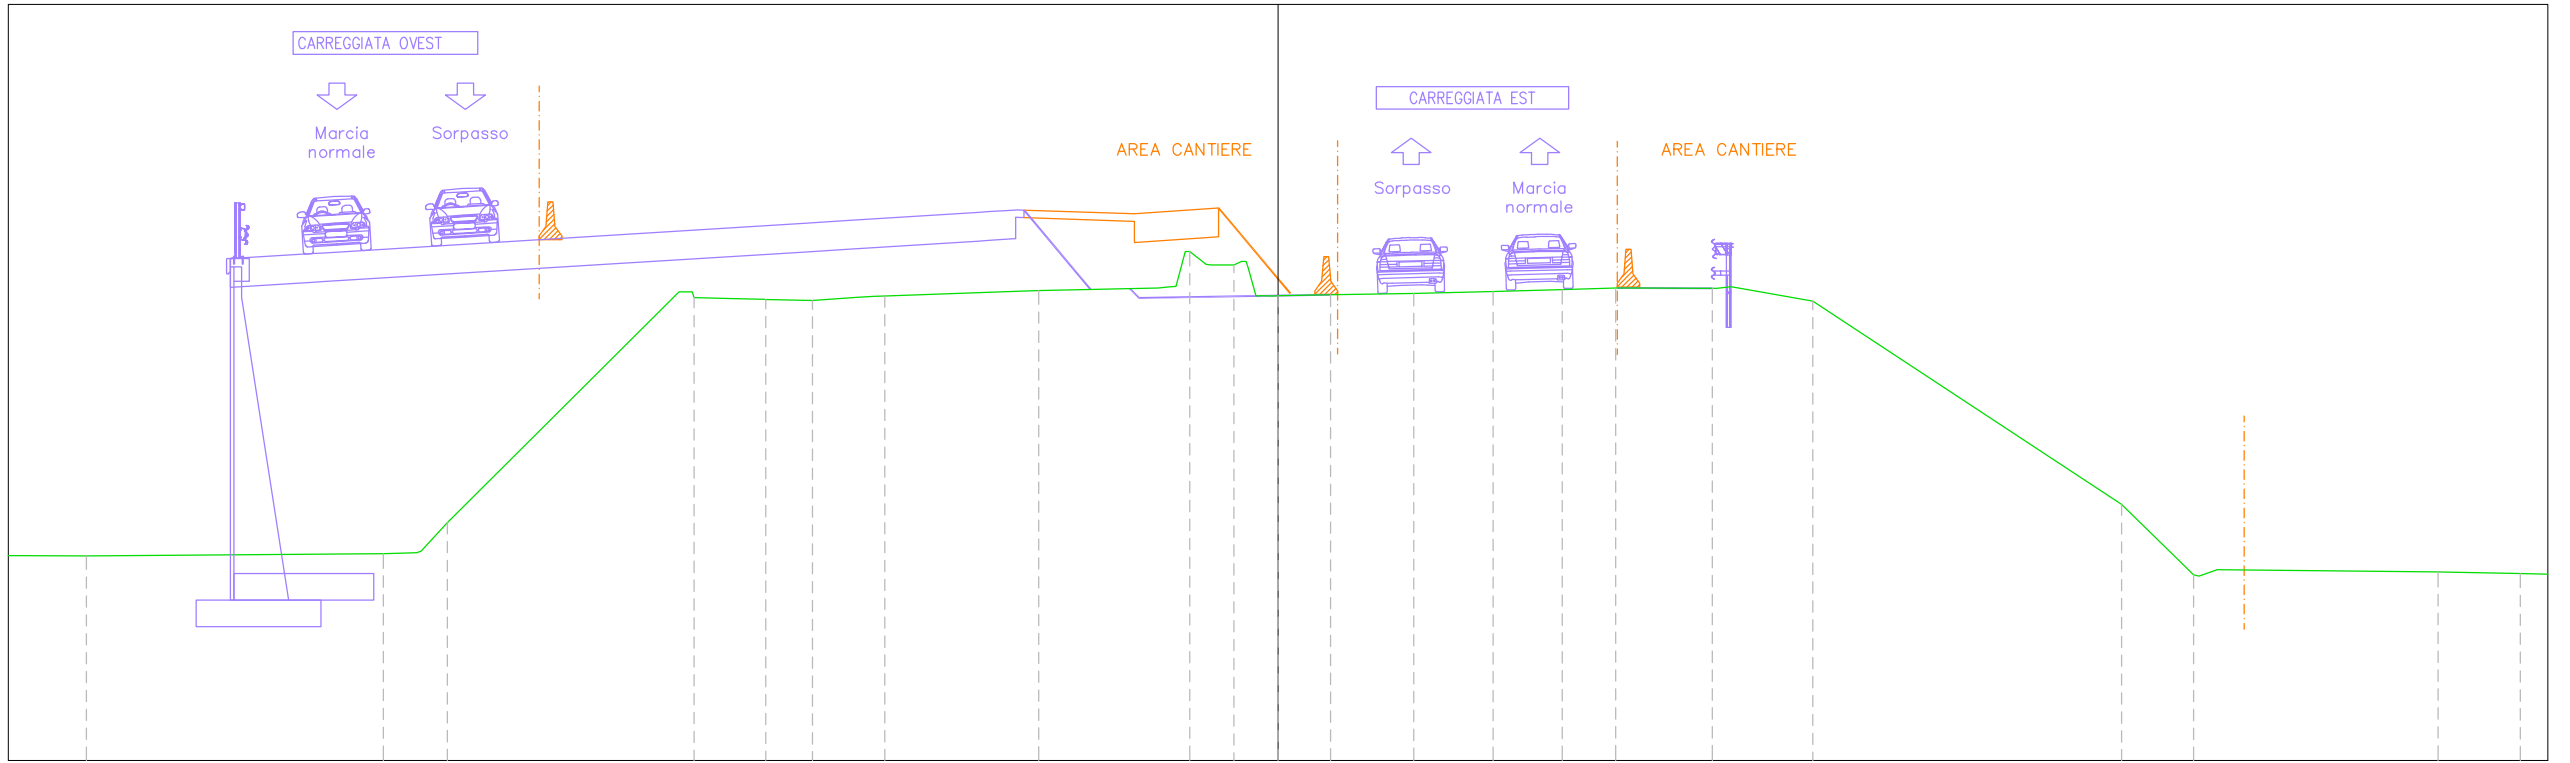 CARREGGIATA OVEST
Marcia
normale
Sorpasso
AREA CANTIERE
CARREGGIATA EST
Sorpasso
Marcia
normale
AREA CANTIERE